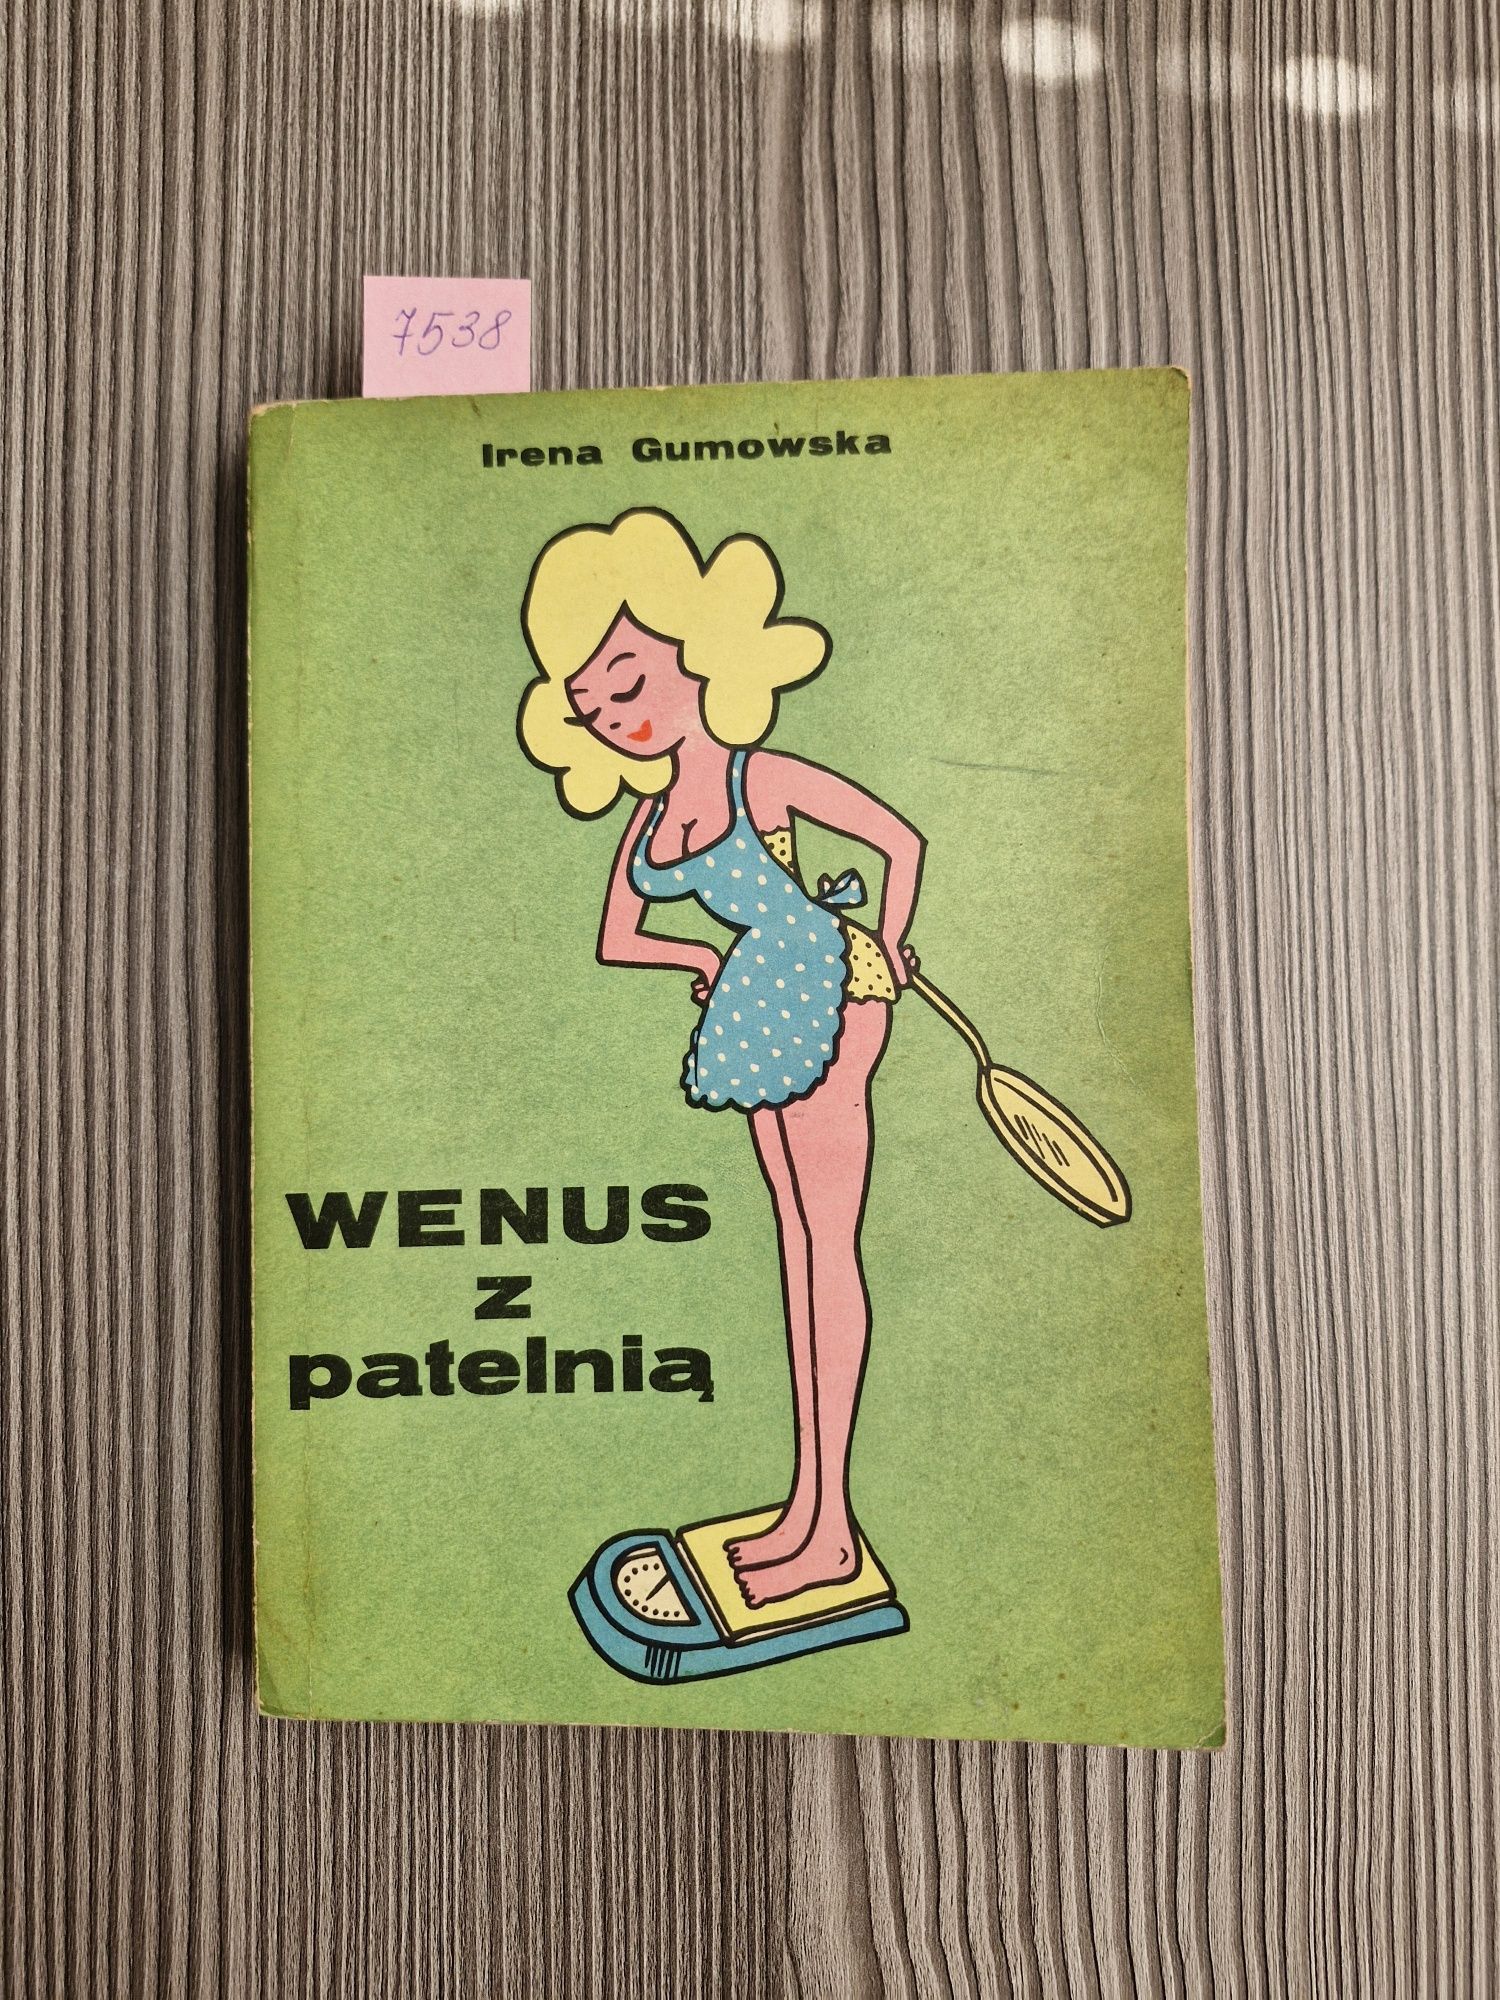 7538
Irena Gumowska
WENUS
z
patelnią